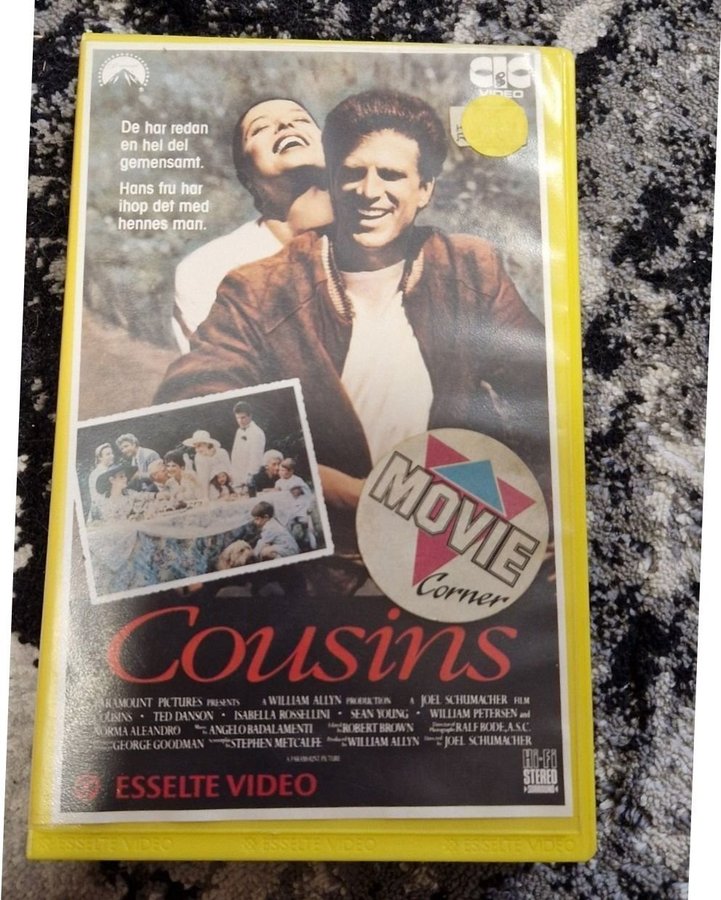 CIC
VIDEO
De har redan
en hel del
gemensamt.
Hans fru har
ihop det med
hennes man.
MOVIE
Corner
Cousins
PARAMOUNT PICTURES PRESENTS A WILLIAM ALLYN PRODUCTION A JOEL SCHUMACHER FILM
COUSINS · TED DANSON · ISABELLA ROSSELLINI · SEAN YOUNG · WILLIAM PETERSEN and
NORMA ALEANDRO ANGELO BADALAMENTI ROBERT BROWN RALF BODE, A.S.C.
GEORGE GOODMAN STEPHEN METCALFE WILLIAM ALLYN JOEL SCHUMACHER
A PARAMOUNT PICTURE
Hi-Fi
STEREO
SURROUND
ESSELTE VIDEO
ESSELTE VIDEO ESSELTE VIDEO ESSELTE VIDEO